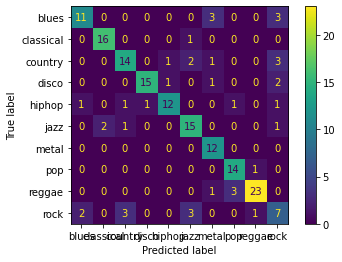 blues 11 0 0 0 0 0 3 0 0 3
classical 0 16 0 0 0 1 0 0 0 0
country 0 0 14 0 1 2 1 0 0 3
disco 0 0 0 15 1 0 1 0 0 2
hiphop 1 0 1 1 12 0 0 1 0 1
jazz 0 2 1 0 0 15 0 0 0 1
metal 0 0 0 0 0 0 12 0 0 0
pop 0 0 0 0 0 0 0 14 1 0
reggae 0 0 0 0 0 0 1 3 23 0
rock 2 0 3 0 0 3 0 0 1 7
blues classical country disco hiphop jazz metal pop reggae rock
Predicted label
True label
20
15
10
5
0